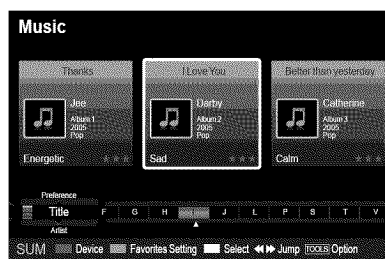 Music
Thanks
Jee
Album 1
2005
Pop
Energetic
I Love You
Darby
Album 2
2005
Pop
Sad
Better than yesterday
Catherine
Album 3
2005
Pop
Calm
Preference
Title F G H J L P S T V
Artist
SUM Device Favorites Setting Select Jump TOOLS Option